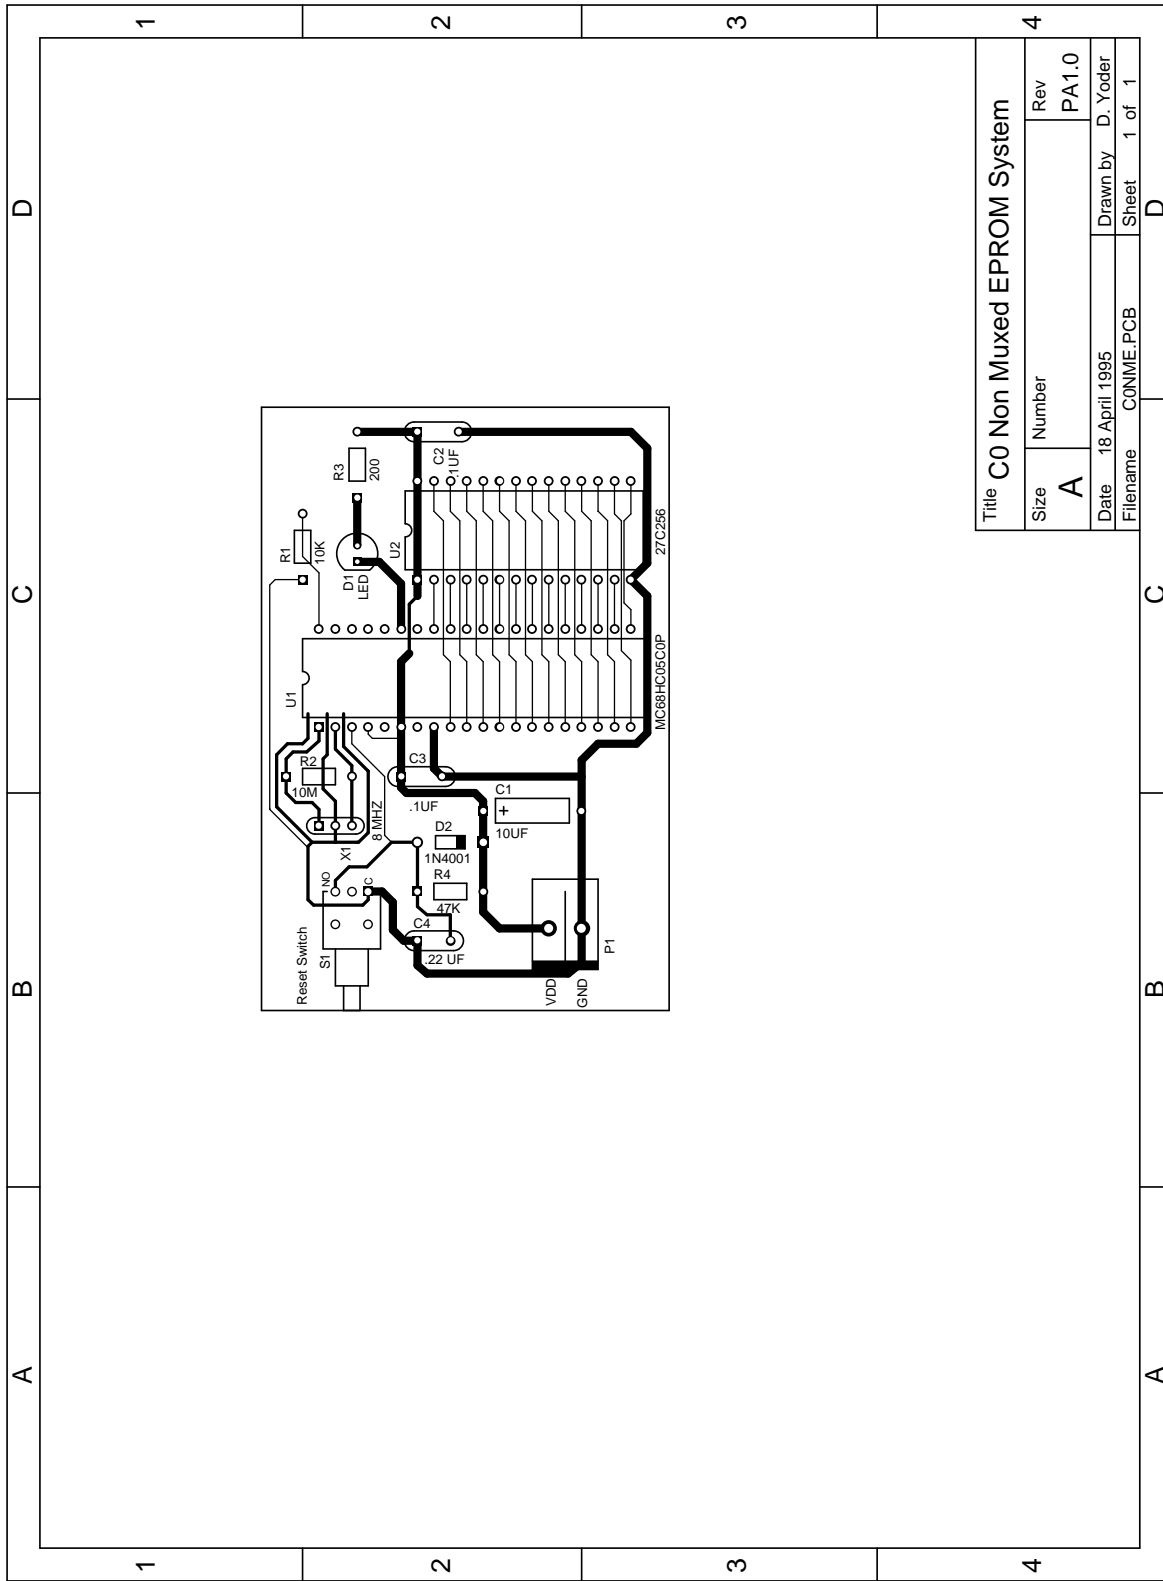 1
2
3
4
D
D
C
C
B
B
A
A
1
2
3
4
R3
200
C2
.1UF
R1
10K
D1
LED
U2
27C256
U1
MC68HC05C0P
R2
10M
C3
.1UF
C1
+
10UF
8 MHZ
X1
D2
1N4001
R4
47K
NO
C
C4
.22 UF
Reset Switch
S1
VDD
GND
P1
Title C0 Non Muxed EPROM System
Size A Number Rev PA1.0
Date 18 April 1995 Drawn by D. Yoder
Filename C0NME.PCB Sheet 1 of 1